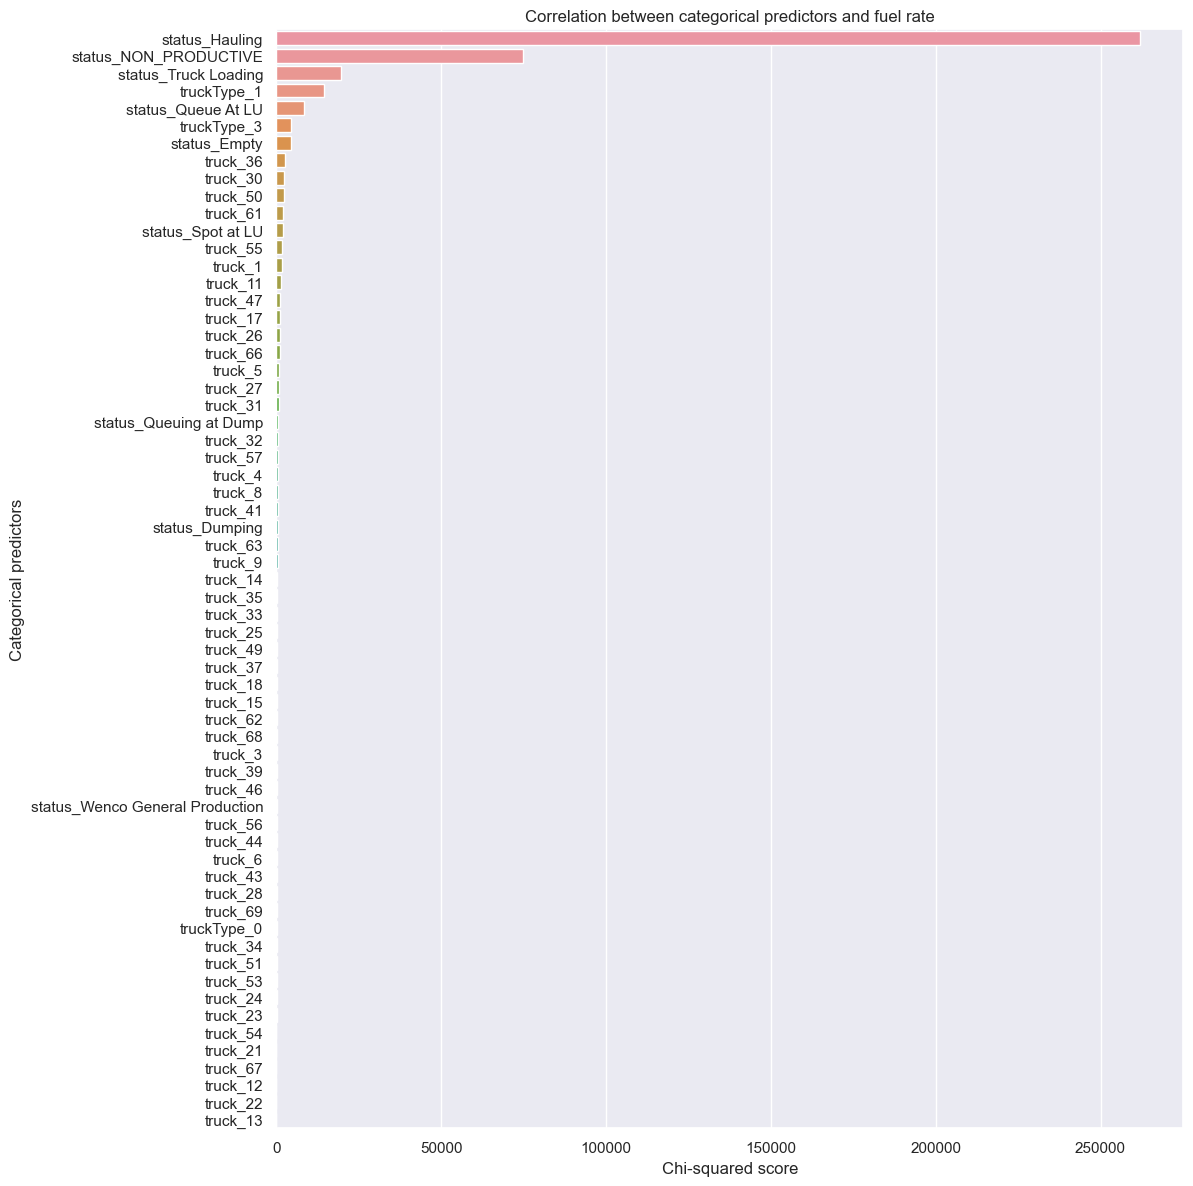 Correlation between categorical predictors and fuel rate
status_Hauling
status_NON_PRODUCTIVE
status_Truck Loading
truckType_1
status_Queue At LU
truckType_3
status_Empty
truck_36
truck_30
truck_50
truck_61
status_Spot at LU
truck_55
truck_1
truck_11
truck_47
truck_17
truck_26
truck_66
truck_5
truck_27
truck_31
status_Queuing at Dump
truck_32
truck_57
truck_4
truck_8
truck_41
status_Dumping
truck_63
truck_9
truck_14
truck_35
truck_33
truck_25
truck_49
truck_37
truck_18
truck_15
truck_62
truck_68
truck_3
truck_39
truck_46
status_Wenco General Production
truck_56
truck_44
truck_6
truck_43
truck_28
truck_69
truckType_0
truck_34
truck_51
truck_53
truck_24
truck_23
truck_54
truck_21
truck_67
truck_12
truck_22
truck_13
Categorical predictors
0 50000 100000 150000 200000 250000
Chi-squared score